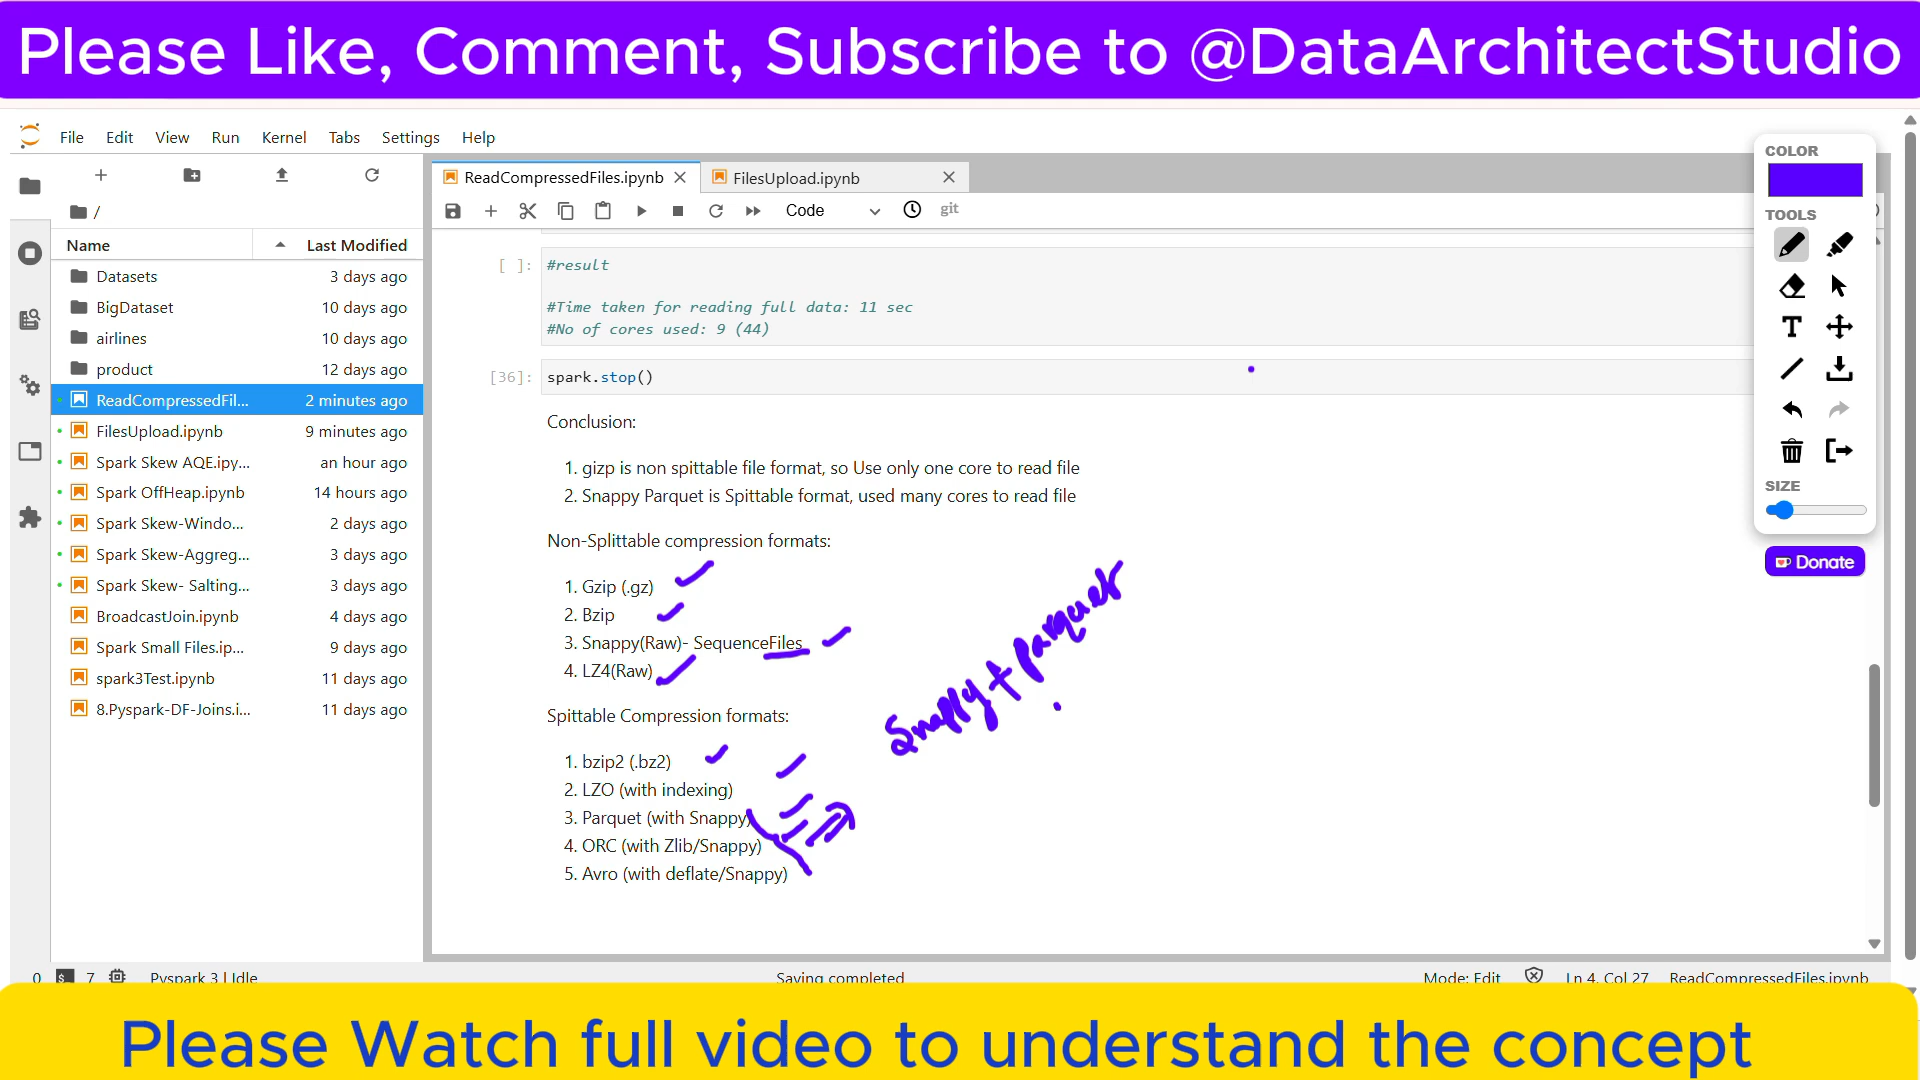 Please Like, Comment, Subscribe to @DataArchitectStudio
File Edit View Run Kernel Tabs Settings Help
/
Name Last Modified
Datasets 3 days ago
BigDataset 10 days ago
airlines 10 days ago
product 12 days ago
ReadCompressedFil... 2 minutes ago
FilesUpload.ipynb 9 minutes ago
Spark Skew AQE.ipy... an hour ago
Spark OffHeap.ipynb 14 hours ago
Spark Skew-Windo... 2 days ago
Spark Skew-Aggreg... 3 days ago
Spark Skew- Salting... 3 days ago
BroadcastJoin.ipynb 4 days ago
Spark Small Files.ip... 9 days ago
spark3Test.ipynb 11 days ago
8.Pyspark-DF-Joins.i... 11 days ago
ReadCompressedFiles.ipynb FilesUpload.ipynb
Code git
[ ]: #result
#Time taken for reading full data: 11 sec
#No of cores used: 9 (44)
[36]: spark.stop()
Conclusion:
1. gizp is non spittable file format, so Use only one core to read file
2. Snappy Parquet is Spittable format, used many cores to read file
Non-Splittable compression formats:
1. Gzip (.gz)
2. Bzip
3. Snappy(Raw)- SequenceFiles
4. LZ4(Raw)
Spittable Compression formats:
1. bzip2 (.bz2)
2. LZO (with indexing)
3. Parquet (with Snappy)
4. ORC (with Zlib/Snappy)
5. Avro (with deflate/Snappy)
Snappy + parquet
COLOR
TOOLS
SIZE
Donate
0 $_ 7 Pyspark 3 | Idle Saving completed Mode: Edit Ln 4, Col 27 ReadCompressedFiles.ipynb
Please Watch full video to understand the concept